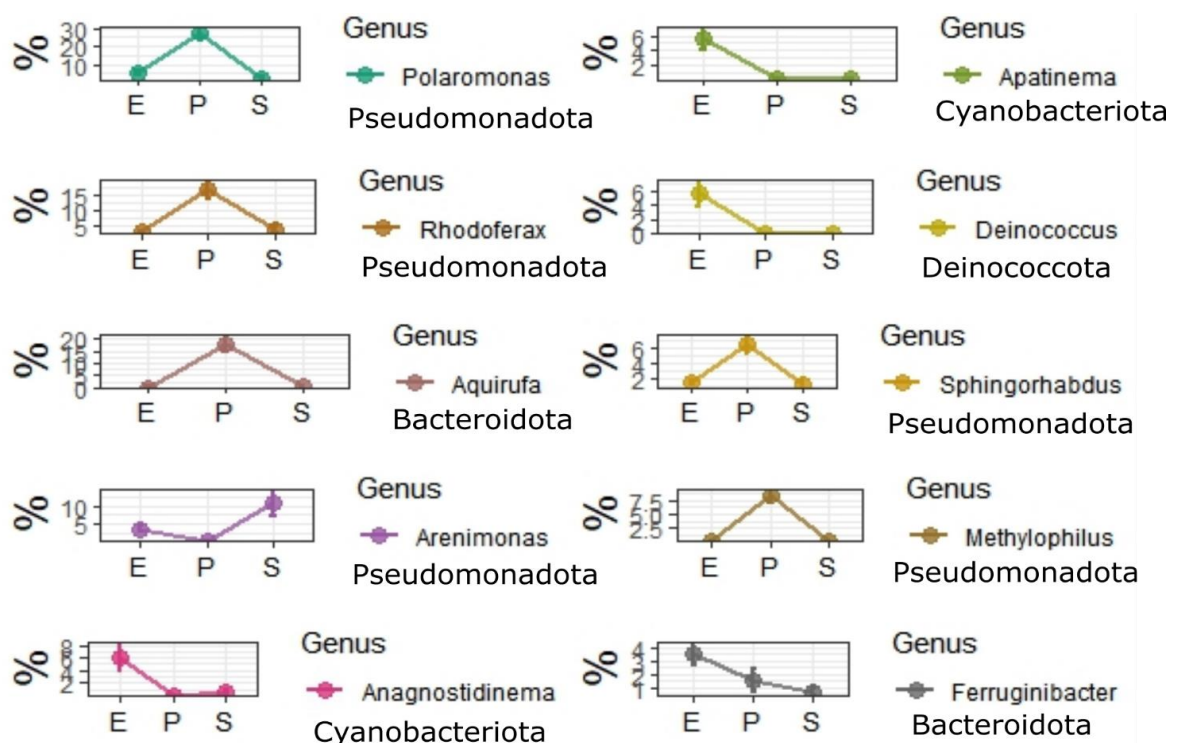 %
30
20
10
E P S
Genus
Polaromonas
Pseudomonadota
%
6
4
2
E P S
Genus
Apatinema
Cyanobacteriota
%
15
10
5
E P S
Genus
Rhodoferax
Pseudomonadota
%
6
4
2
0
E P S
Genus
Deinococcus
Deinococcota
%
20
15
10
5
0
E P S
Genus
Aquirufa
Bacteroidota
%
6
4
2
E P S
Genus
Sphingorhabdus
Pseudomonadota
%
10
5
E P S
Genus
Arenimonas
Pseudomonadota
%
7.5
5.0
2.5
E P S
Genus
Methylophilus
Pseudomonadota
%
8
6
4
2
E P S
Genus
Anagnostidinema
Cyanobacteriota
%
4
3
2
1
E P S
Genus
Ferruginibacter
Bacteroidota